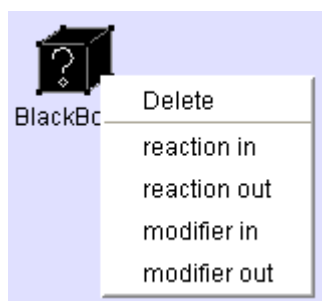 ?
BlackBo
Delete
reaction in
reaction out
modifier in
modifier out